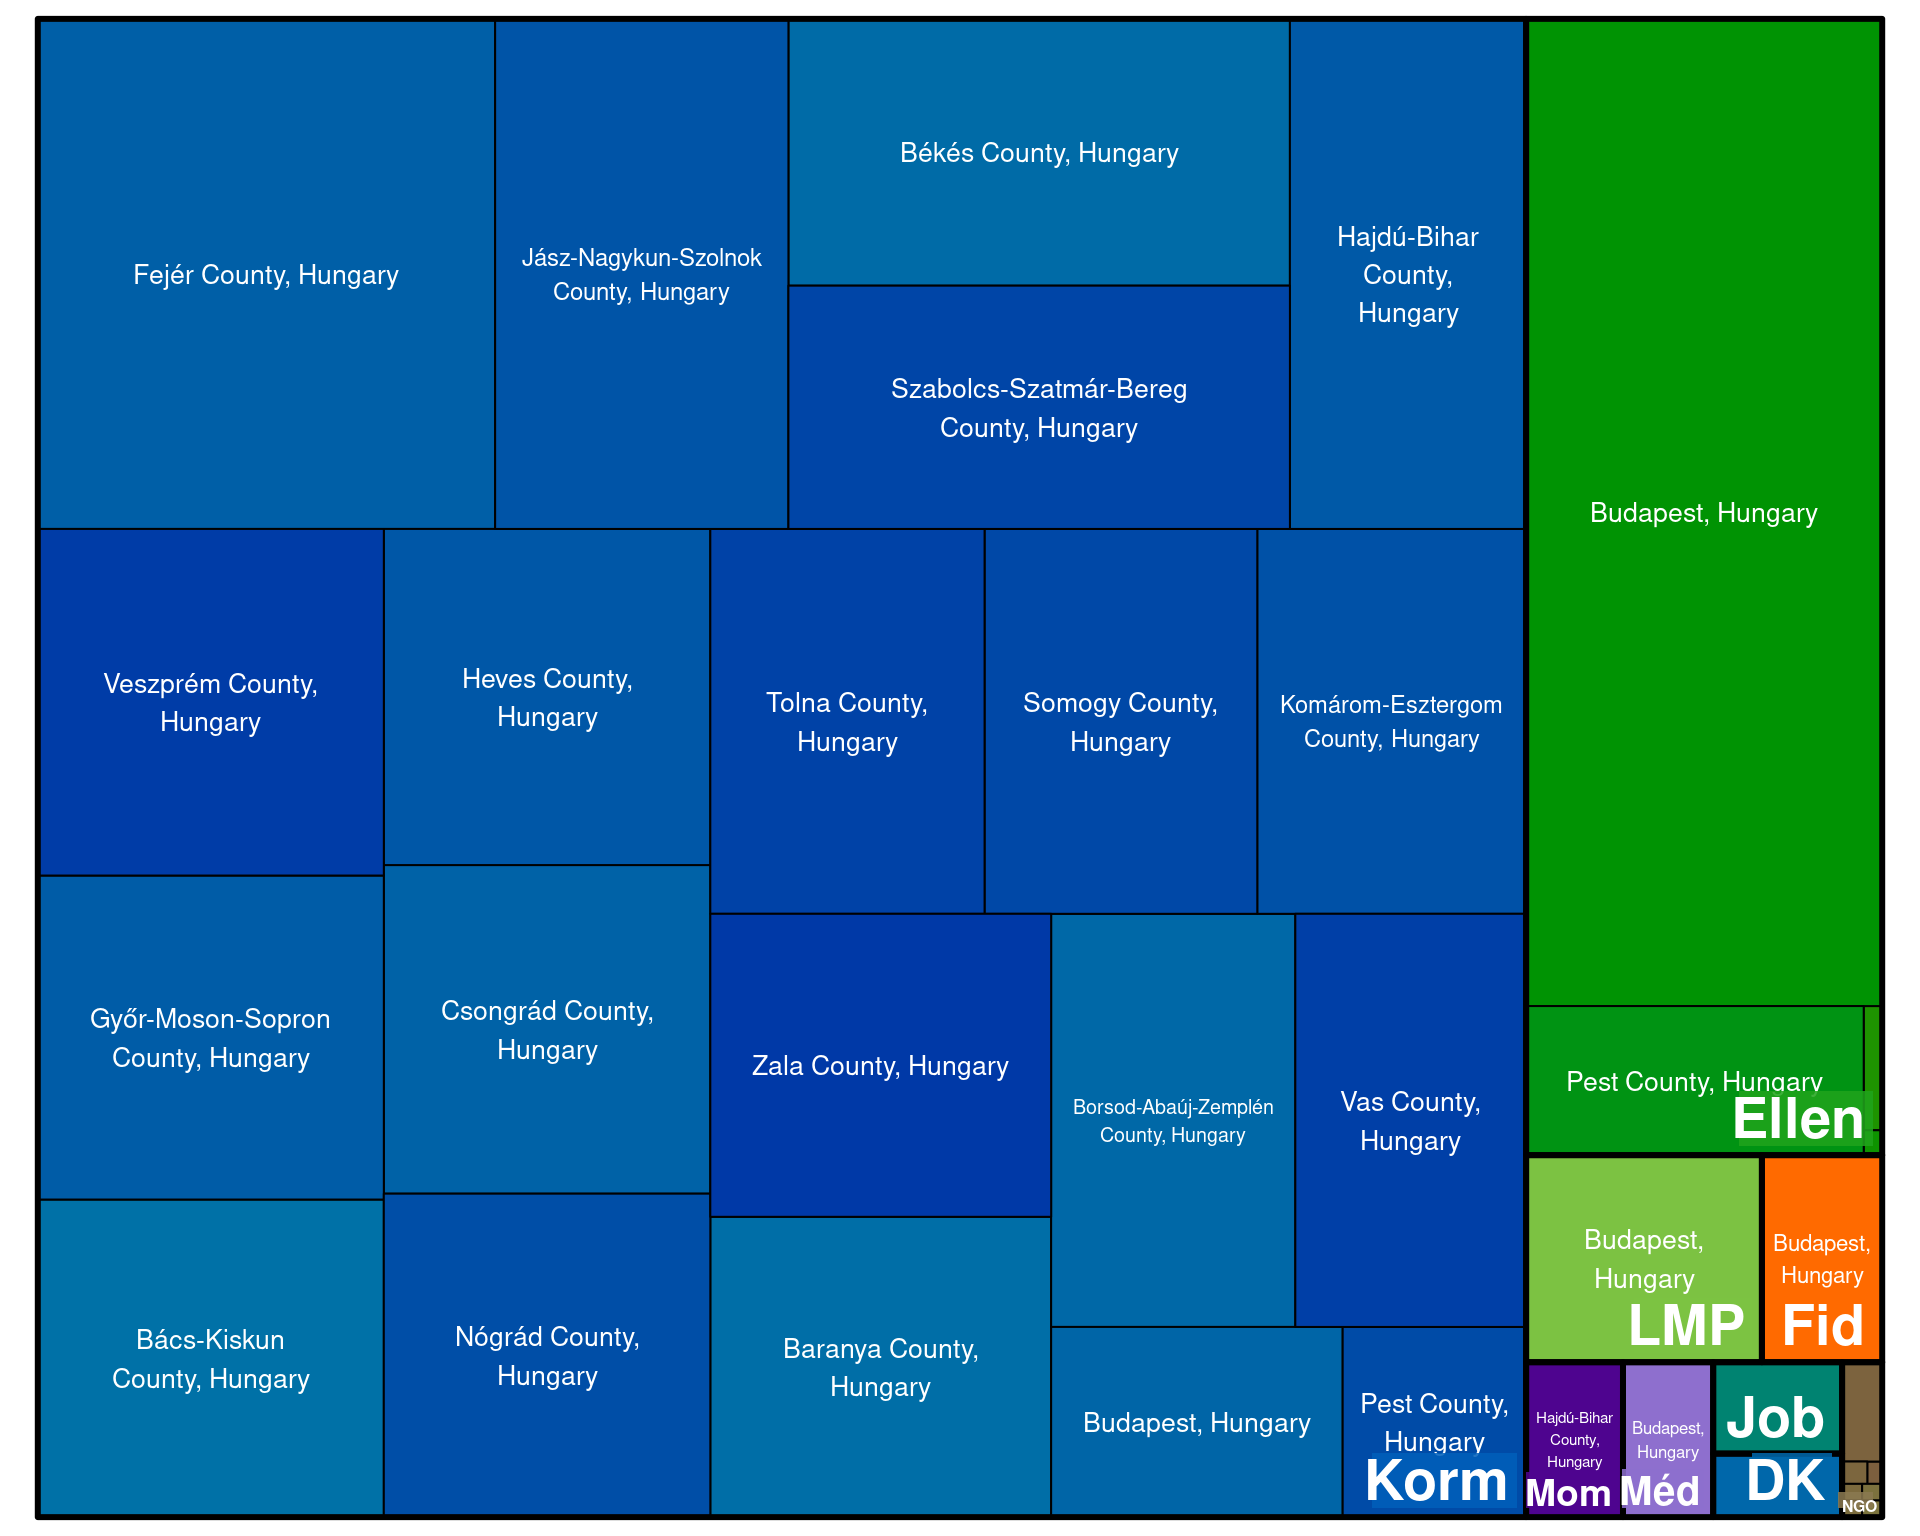 Fejér County, Hungary
Jász-Nagykun-Szolnok
County, Hungary
Békés County, Hungary
Szabolcs-Szatmár-Bereg
County, Hungary
Hajdú-Bihar
County,
Hungary
Veszprém County,
Hungary
Heves County,
Hungary
Tolna County,
Hungary
Somogy County,
Hungary
Komárom-Esztergom
County, Hungary
Győr-Moson-Sopron
County, Hungary
Csongrád County,
Hungary
Zala County, Hungary
Borsod-Abaúj-Zemplén
County, Hungary
Vas County,
Hungary
Bács-Kiskun
County, Hungary
Nógrád County,
Hungary
Baranya County,
Hungary
Budapest, Hungary
Pest County,
Hungary
Korm
Budapest, Hungary
Pest County, Hungary
Ellen
Budapest,
Hungary
LMP
Budapest,
Hungary
Fid
Hajdú-Bihar
County,
Hungary
Mom
Budapest,
Hungary
Méd
Job
DK
NGO